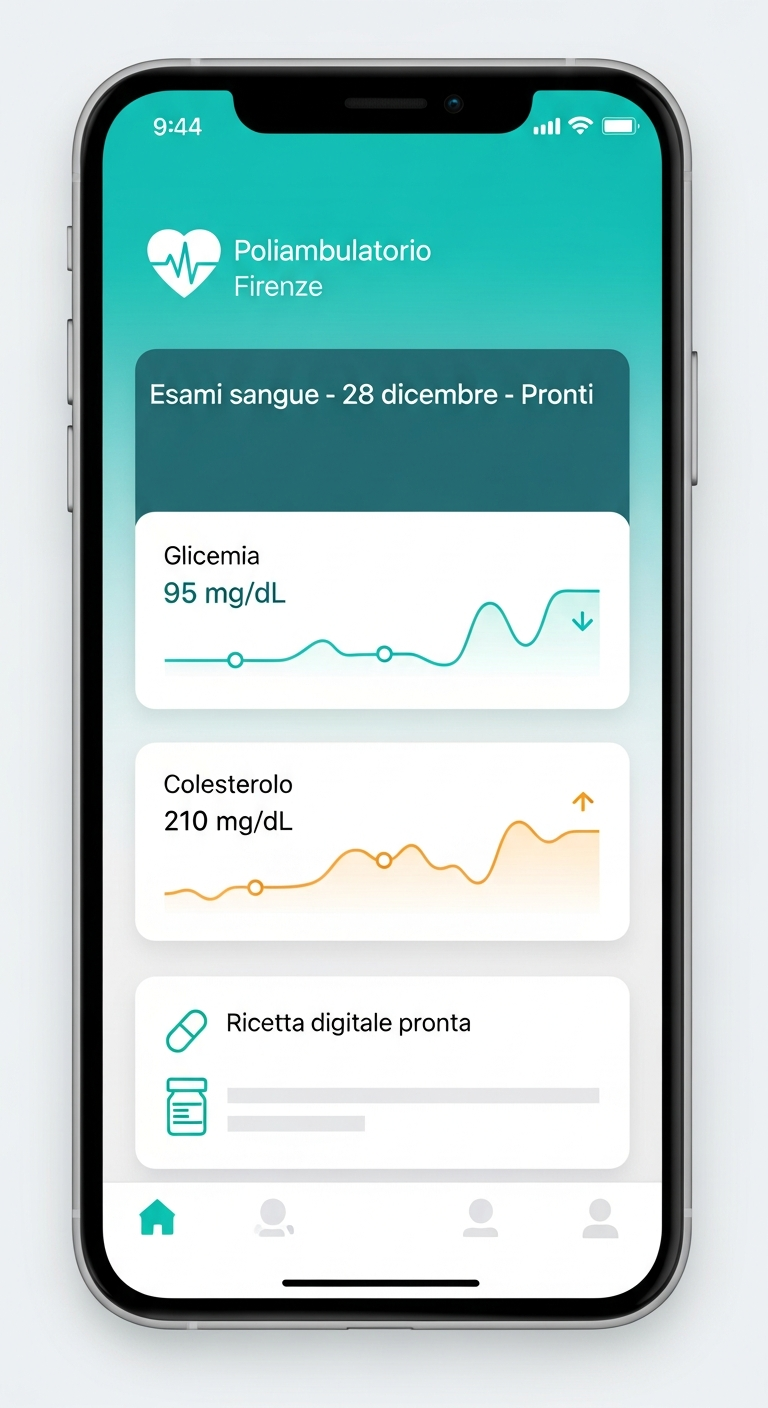 9:44
Poliambulatorio
Firenze
Esami sangue - 28 dicembre - Pronti
Glicemia
95 mg/dL
Colesterolo
210 mg/dL
Ricetta digitale pronta